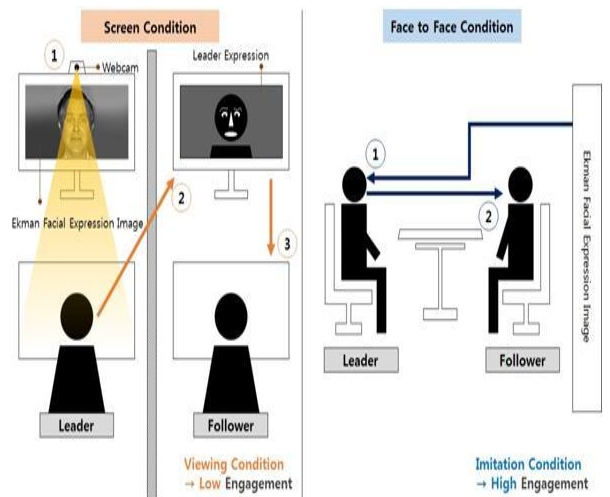 Screen Condition
1
Webcam
Leader Expression
Ekman Facial Expression Image
2
3
Leader
Follower
Viewing Condition
→ Low Engagement
Face to Face Condition
1
2
Ekman Facial Expression Image
Leader
Follower
Imitation Condition
→ High Engagement